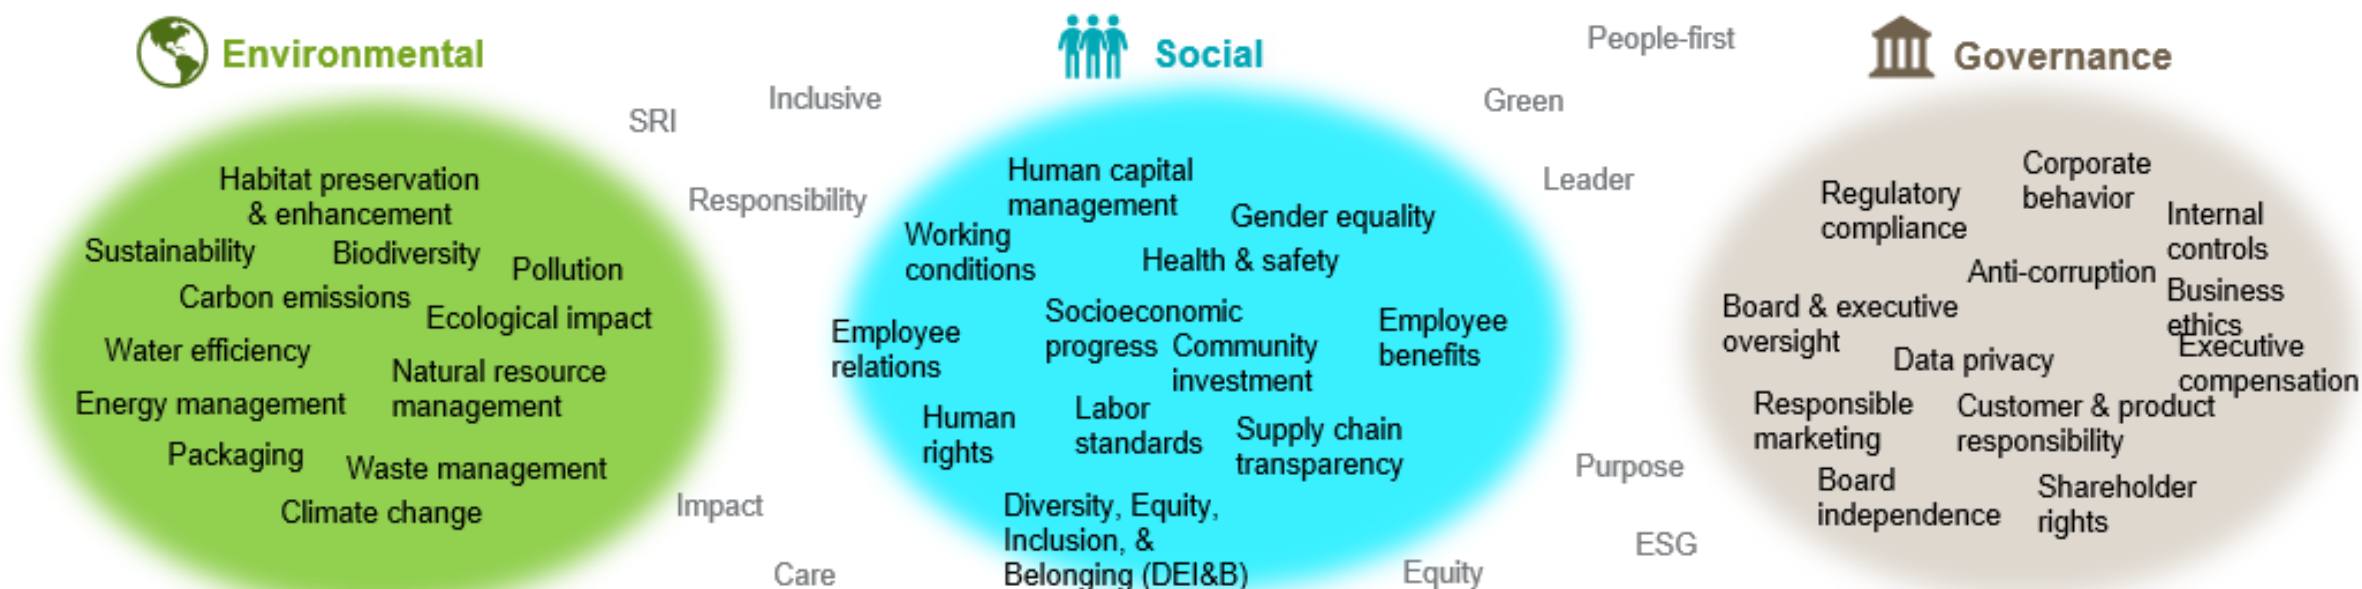 Environmental
Habitat preservation
& enhancement
Sustainability
Biodiversity
Pollution
Carbon emissions
Ecological impact
Water efficiency
Natural resource
management
Energy management
Packaging
Waste management
Climate change
SRI
Inclusive
Responsibility
Impact
Care
Social
Human capital
management
Gender equality
Working
conditions
Health & safety
Socioeconomic
progress
Employee
relations
Community
investment
Employee
benefits
Human
rights
Labor
standards
Supply chain
transparency
Diversity, Equity,
Inclusion, &
Belonging (DEI&B)
People-first
Green
Leader
Purpose
ESG
Equity
Governance
Corporate
behavior
Regulatory
compliance
Internal
controls
Anti-corruption
Business
ethics
Board & executive
oversight
Executive
compensation
Data privacy
Responsible
marketing
Customer & product
responsibility
Board
independence
Shareholder
rights